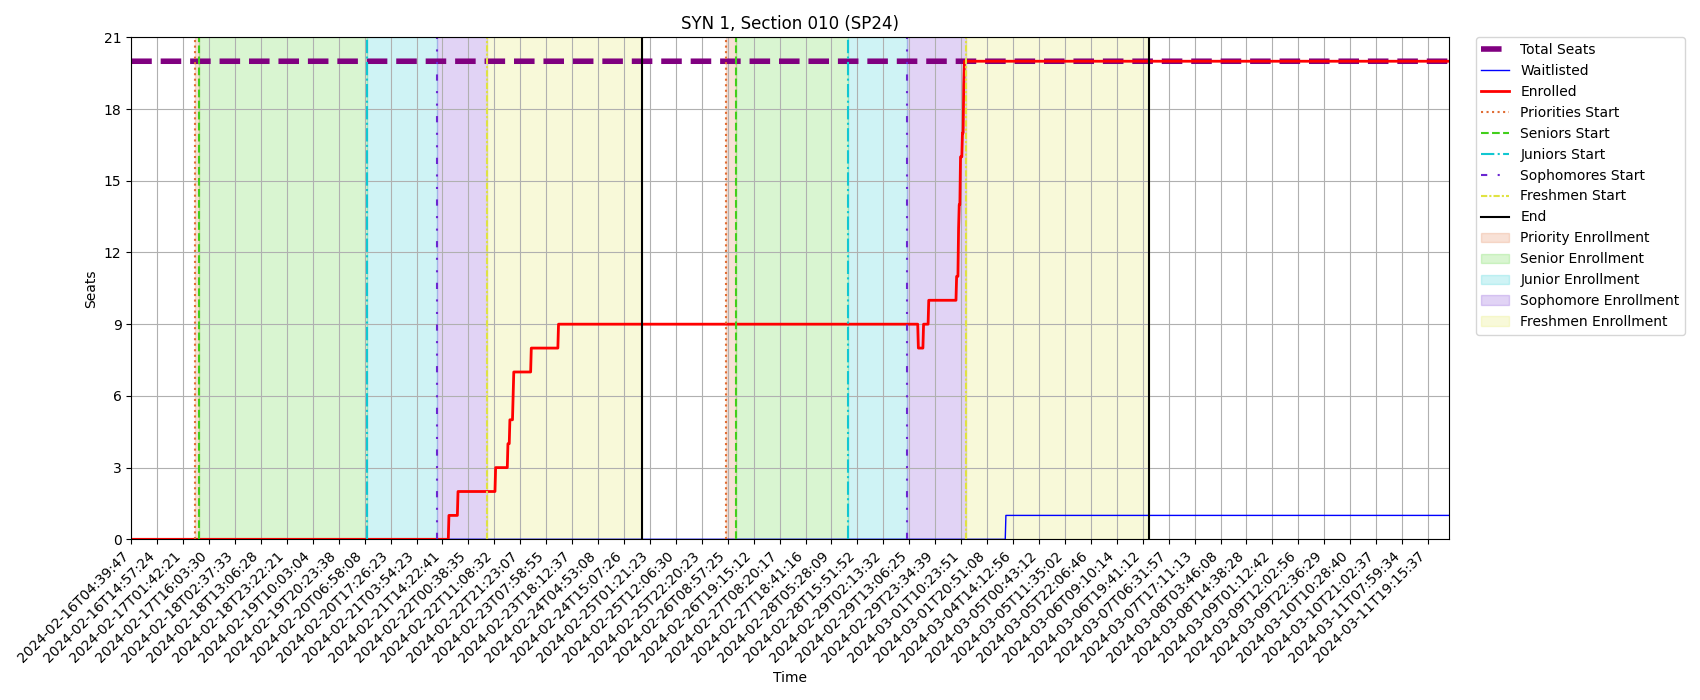 SYN 1, Section 010 (SP24)
21
18
15
12
9
6
3
0
Seats
Total Seats
Waitlisted
Enrolled
Priorities Start
Seniors Start
Juniors Start
Sophomores Start
Freshmen Start
End
Priority Enrollment
Senior Enrollment
Junior Enrollment
Sophomore Enrollment
Freshmen Enrollment
2024-02-16T04:39:47
2024-02-16T14:57:24
2024-02-17T01:42:21
2024-02-17T16:03:30
2024-02-18T02:37:33
2024-02-18T13:06:28
2024-02-18T23:22:21
2024-02-19T10:03:04
2024-02-19T20:23:38
2024-02-20T06:58:08
2024-02-20T17:26:23
2024-02-21T03:54:23
2024-02-21T14:22:41
2024-02-22T00:38:35
2024-02-22T11:08:32
2024-02-22T21:23:07
2024-02-23T07:58:55
2024-02-23T18:12:37
2024-02-24T04:53:08
2024-02-24T15:07:26
2024-02-25T01:21:23
2024-02-25T12:06:30
2024-02-25T22:20:23
2024-02-26T08:57:25
2024-02-26T19:15:12
2024-02-27T08:20:17
2024-02-27T18:41:16
2024-02-28T05:28:09
2024-02-28T15:51:52
2024-02-29T02:13:32
2024-02-29T13:06:25
2024-02-29T23:34:39
2024-03-01T10:23:51
2024-03-01T20:51:08
2024-03-04T14:12:56
2024-03-05T00:43:12
2024-03-05T11:35:02
2024-03-05T22:06:46
2024-03-06T09:10:14
2024-03-06T19:41:12
2024-03-07T06:31:57
2024-03-07T17:11:13
2024-03-08T03:46:08
2024-03-08T14:38:28
2024-03-09T01:12:42
2024-03-09T12:02:56
2024-03-09T22:36:29
2024-03-10T10:28:40
2024-03-10T21:02:37
2024-03-11T07:59:34
2024-03-11T19:15:37
Time